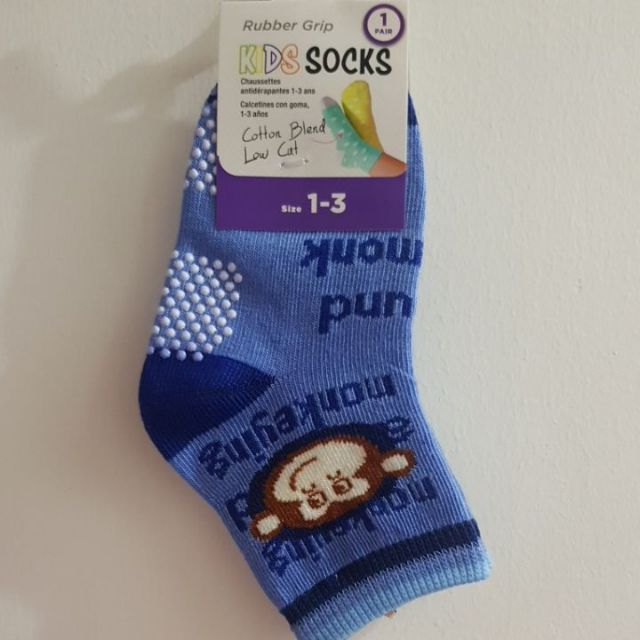 Rubber Grip
1
PAIR
KIDS SOCKS
Chaussettes
antidérapantes 1-3 ans
Calcetines con goma,
1-3 años
Cotton Blend
Low Cut
Size 1-3
monk
und
monkeying
monkeying
monkeying